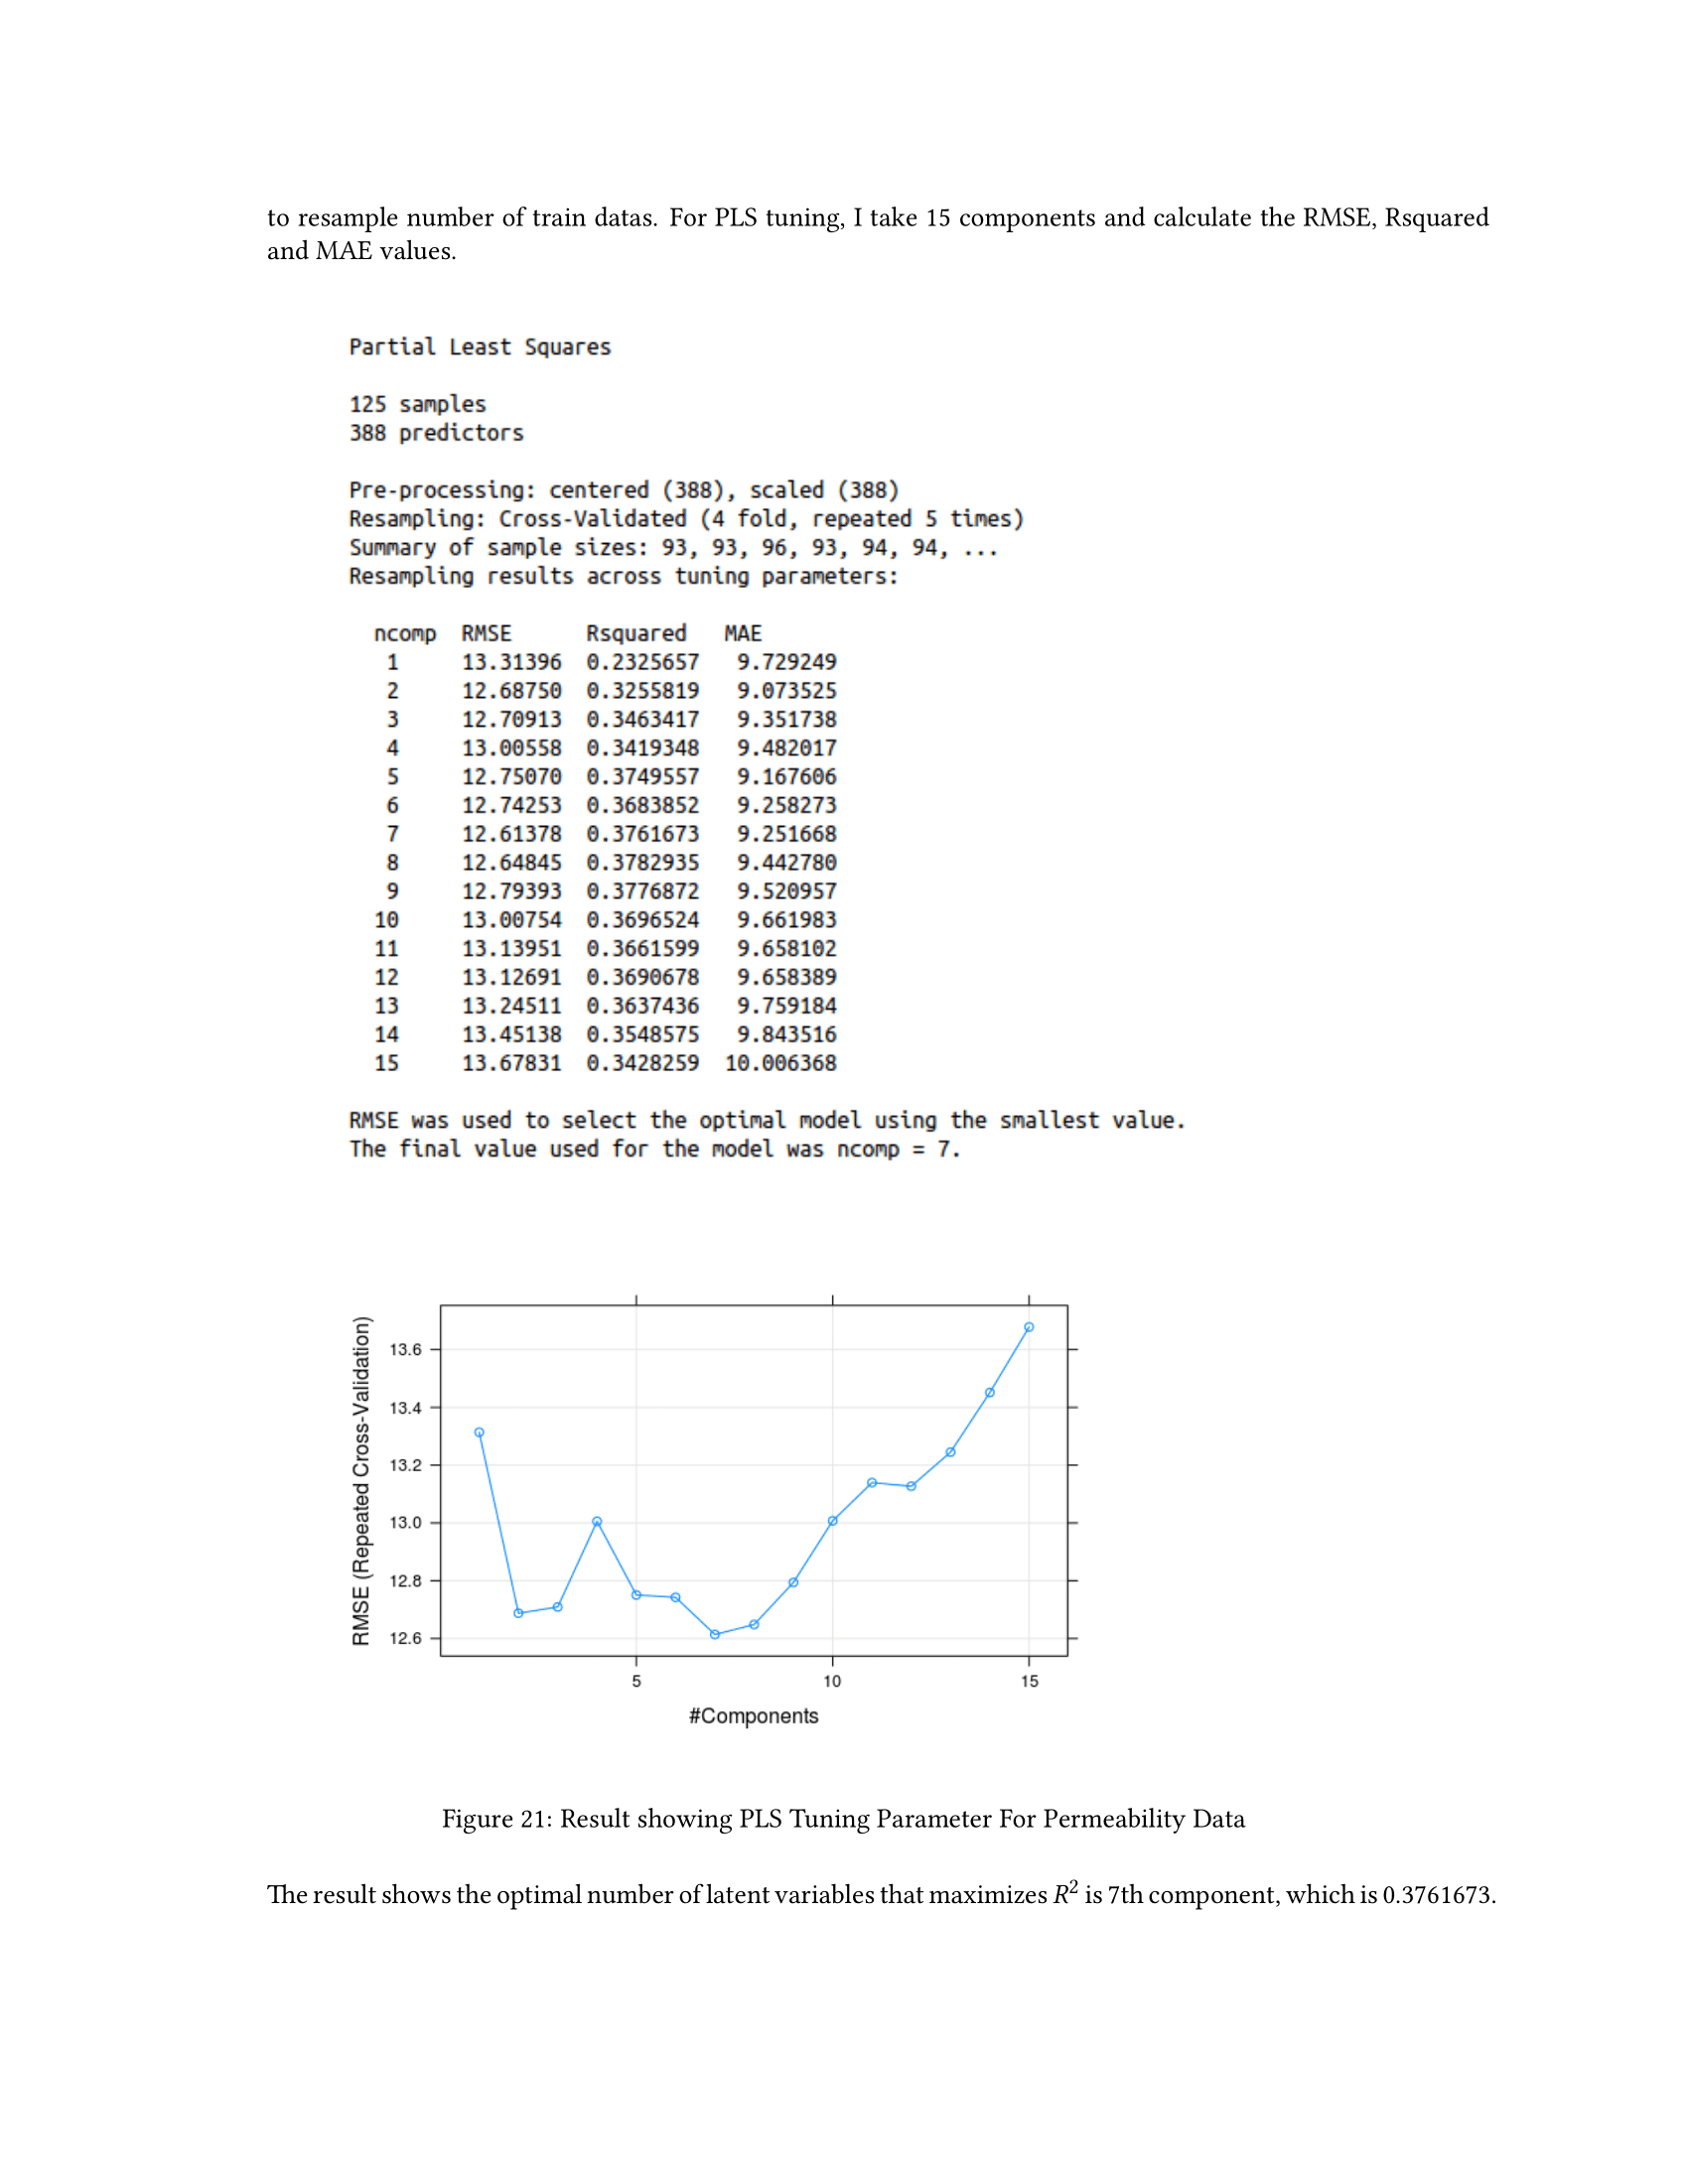 to resample number of train datas. For PLS tuning, I take 15 components and calculate the RMSE, Rsquared
and MAE values.
Partial Least Squares
125 samples
388 predictors
Pre-processing: centered (388), scaled (388)
Resampling: Cross-Validated (4 fold, repeated 5 times)
Summary of sample sizes: 93, 93, 96, 93, 94, 94, ...
Resampling results across tuning parameters:
ncomp RMSE Rsquared MAE
1 13.31396 0.2325657 9.729249
2 12.68750 0.3255819 9.073525
3 12.70913 0.3463417 9.351738
4 13.00558 0.3419348 9.482017
5 12.75070 0.3749557 9.167606
6 12.74253 0.3683852 9.258273
7 12.61378 0.3761673 9.251668
8 12.64845 0.3782935 9.442780
9 12.79393 0.3776872 9.520957
10 13.00754 0.3696524 9.661983
11 13.13951 0.3661599 9.658102
12 13.12691 0.3690678 9.658389
13 13.24511 0.3637436 9.759184
14 13.45138 0.3548575 9.843516
15 13.67831 0.3428259 10.006368
RMSE was used to select the optimal model using the smallest value.
The final value used for the model was ncomp = 7.
RMSE (Repeated Cross-Validation)
13.6
13.4
13.2
13.0
12.8
12.6
5 10 15
#Components
Figure 21: Result showing PLS Tuning Parameter For Permeability Data
The result shows the optimal number of latent variables that maximizes R² is 7th component, which is 0.3761673.